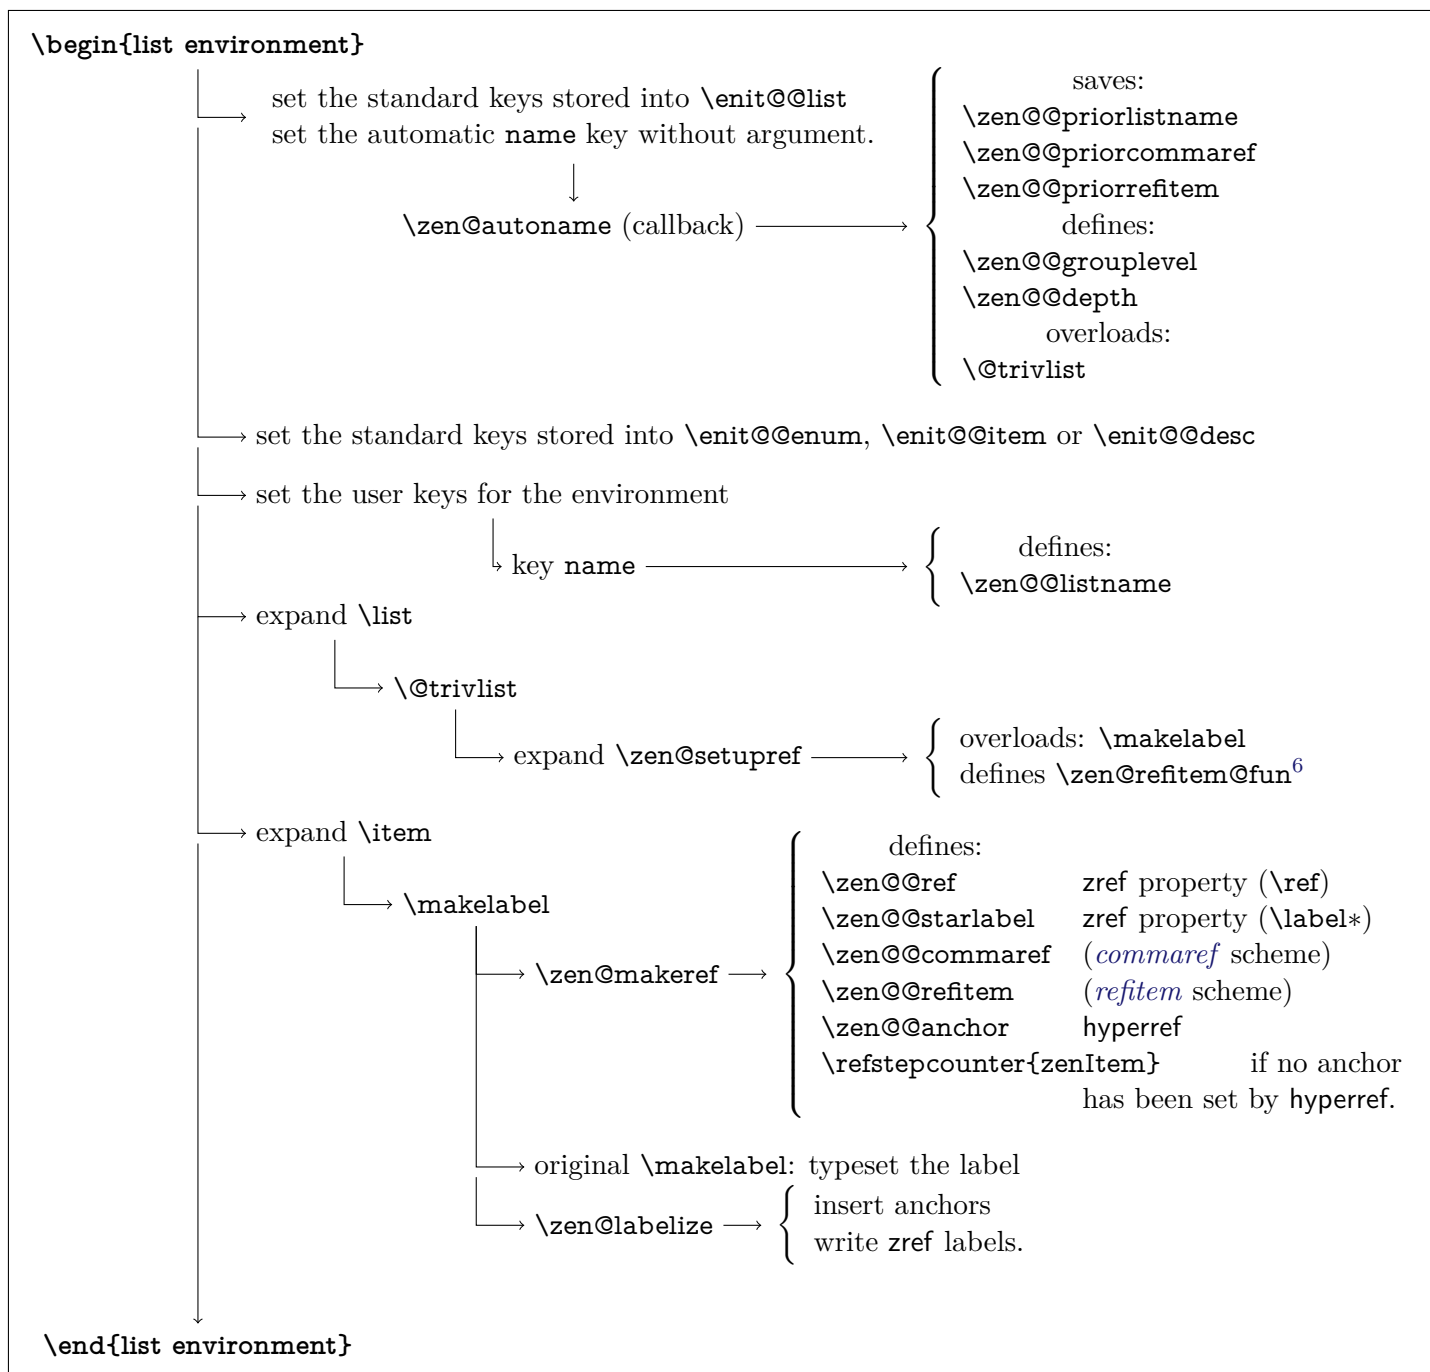 \begin{list environment}
set the standard keys stored into \enit@@list
set the automatic name key without argument.
\zen@autoname (callback)
saves:
\zen@@priorlistname
\zen@@priorcommaref
\zen@@priorrefitem
defines:
\zen@@grouplevel
\zen@@depth
overloads:
\@trivlist
set the standard keys stored into \enit@@enum, \enit@@item or \enit@@desc
set the user keys for the environment
key name
defines:
\zen@@listname
expand \list
\@trivlist
expand \zen@setupref
overloads: \makelabel
defines \zen@refitem@fun6
expand \item
\makelabel
\zen@makeref
defines:
\zen@@ref zref property (\ref)
\zen@@starlabel zref property (\label*)
\zen@@commaref (commaref scheme)
\zen@@refitem (refitem scheme)
\zen@@anchor hyperref
\refstepcounter{zenItem} if no anchor
has been set by hyperref.
original \makelabel: typeset the label
\zen@labelize
insert anchors
write zref labels.
\end{list environment}